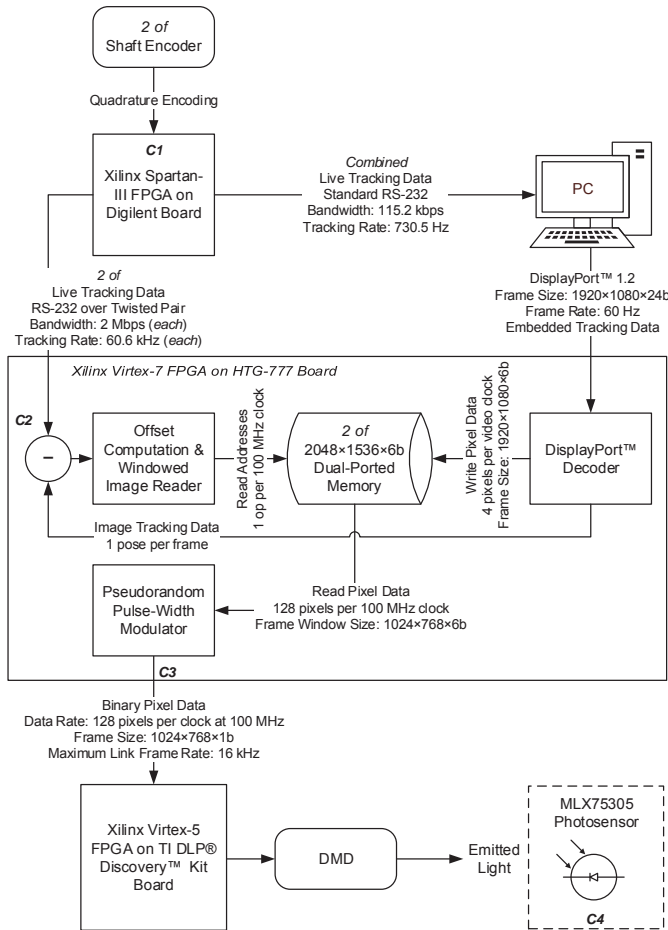 2 of
Shaft Encoder
Quadrature Encoding
C1
Xilinx Spartan-
III FPGA on
Digilent Board
Combined
Live Tracking Data
Standard RS-232
Bandwidth: 115.2 kbps
Tracking Rate: 730.5 Hz
PC
2 of
Live Tracking Data
RS-232 over Twisted Pair
Bandwidth: 2 Mbps (each)
Tracking Rate: 60.6 kHz (each)
DisplayPort™ 1.2
Frame Size: 1920×1080×24b
Frame Rate: 60 Hz
Embedded Tracking Data
Xilinx Virtex-7 FPGA on HTG-777 Board
C2
−
Offset
Computation &
Windowed
Image Reader
Read Addresses
1 op per 100 MHz clock
2 of
2048×1536×6b
Dual-Ported
Memory
Write Pixel Data
4 pixels per video clock
Frame Size: 1920×1080×6b
DisplayPort™
Decoder
Image Tracking Data
1 pose per frame
Pseudorandom
Pulse-Width
Modulator
Read Pixel Data
128 pixels per 100 MHz clock
Frame Window Size: 1024×768×6b
C3
Binary Pixel Data
Data Rate: 128 pixels per clock at 100 MHz
Frame Size: 1024×768×1b
Maximum Link Frame Rate: 16 kHz
Xilinx Virtex-5
FPGA on TI DLP®
Discovery™ Kit
Board
DMD
Emitted
Light
MLX75305
Photosensor
C4